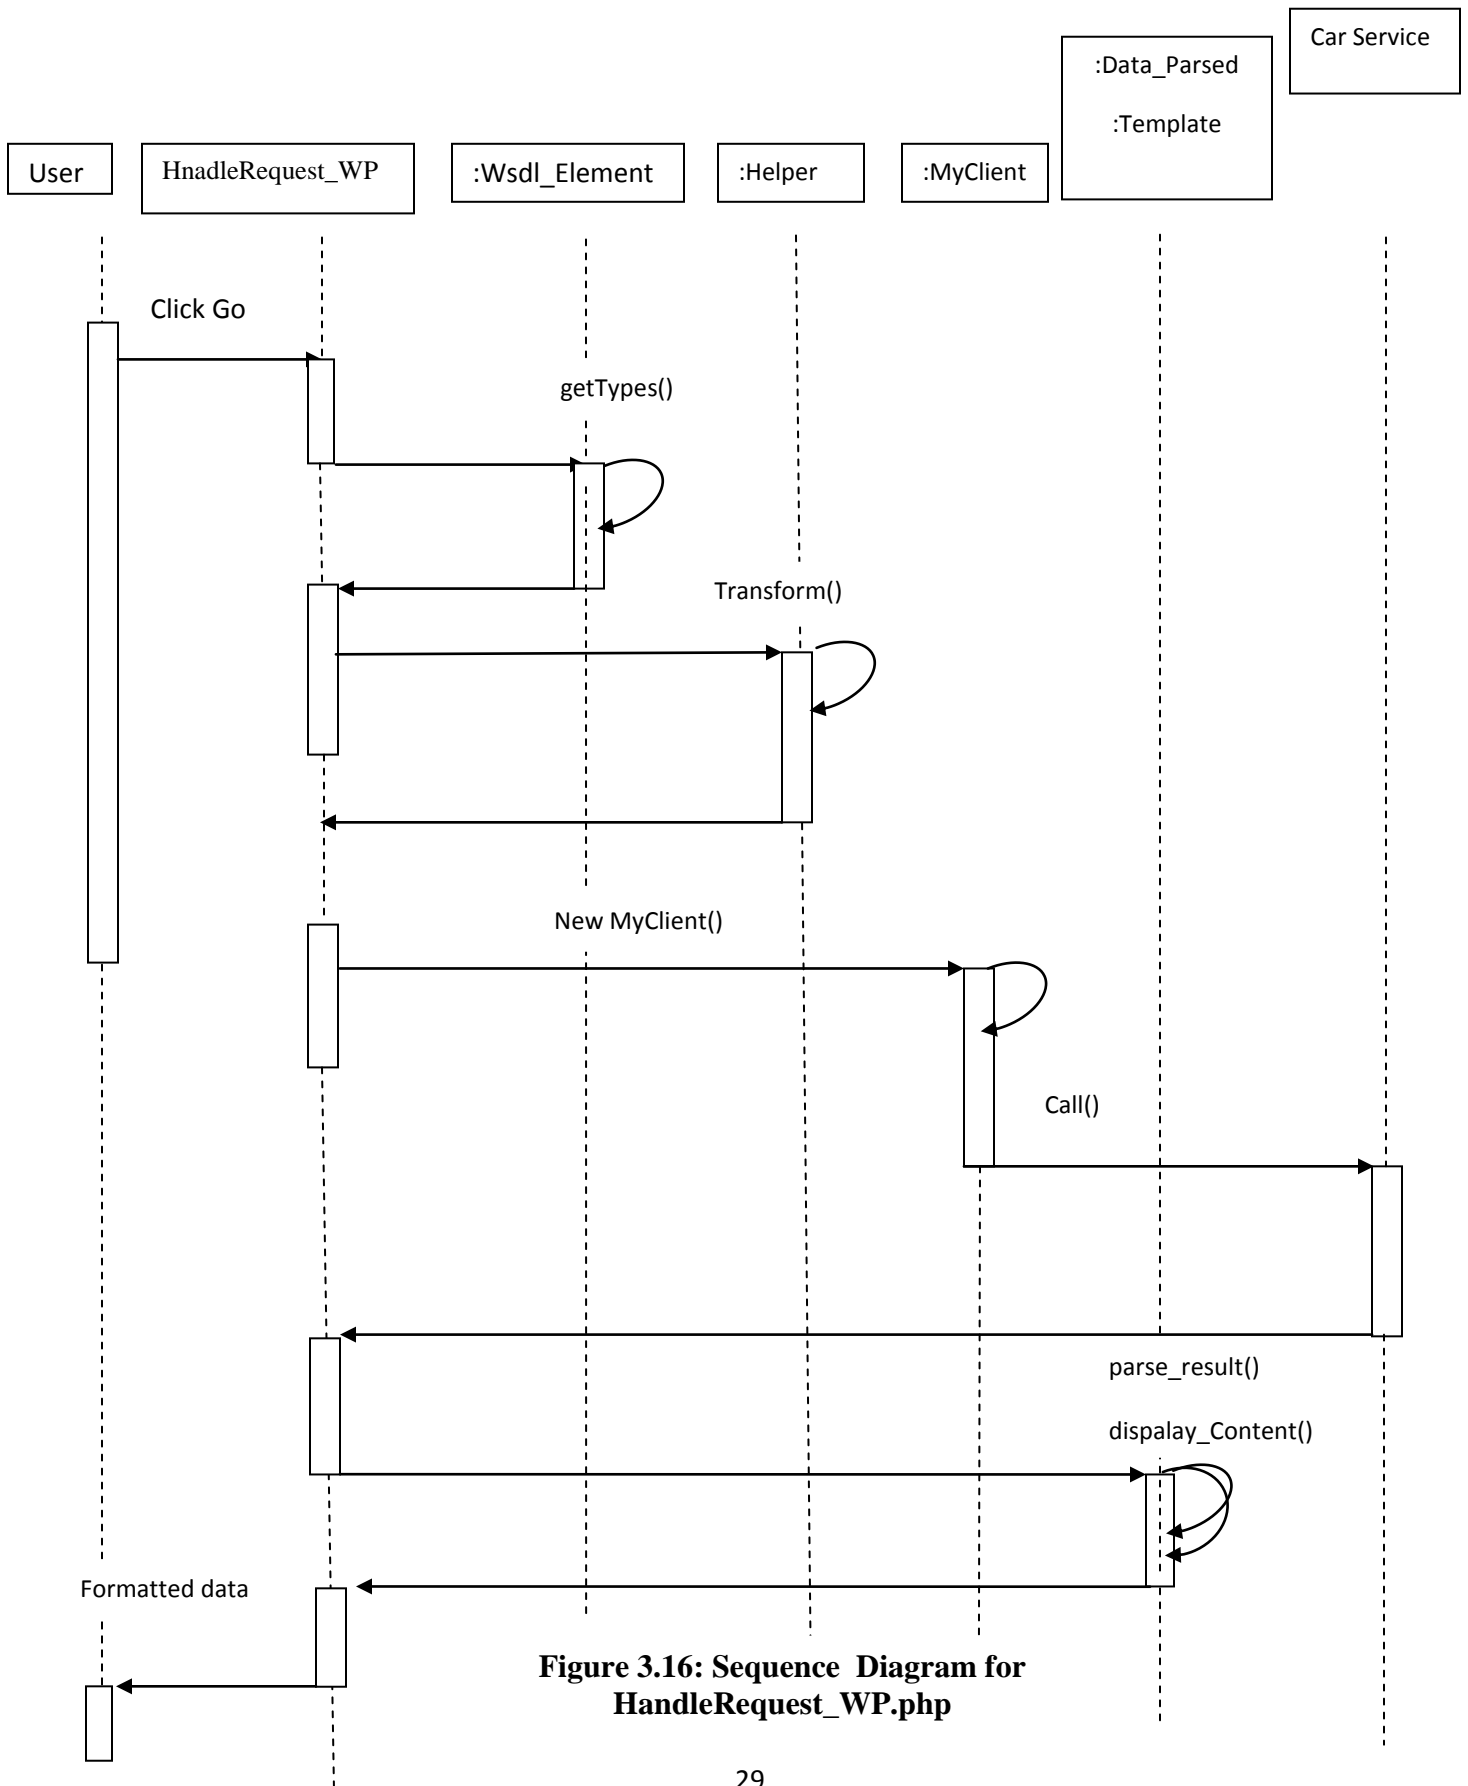 Car Service
:Data_Parsed
:Template
User
HnadleRequest_WP
:Wsdl_Element
:Helper
:MyClient
Click Go
getTypes()
Transform()
New MyClient()
Call()
parse_result()
dispalay_Content()
Formatted data
Figure 3.16: Sequence Diagram for
HandleRequest_WP.php
29